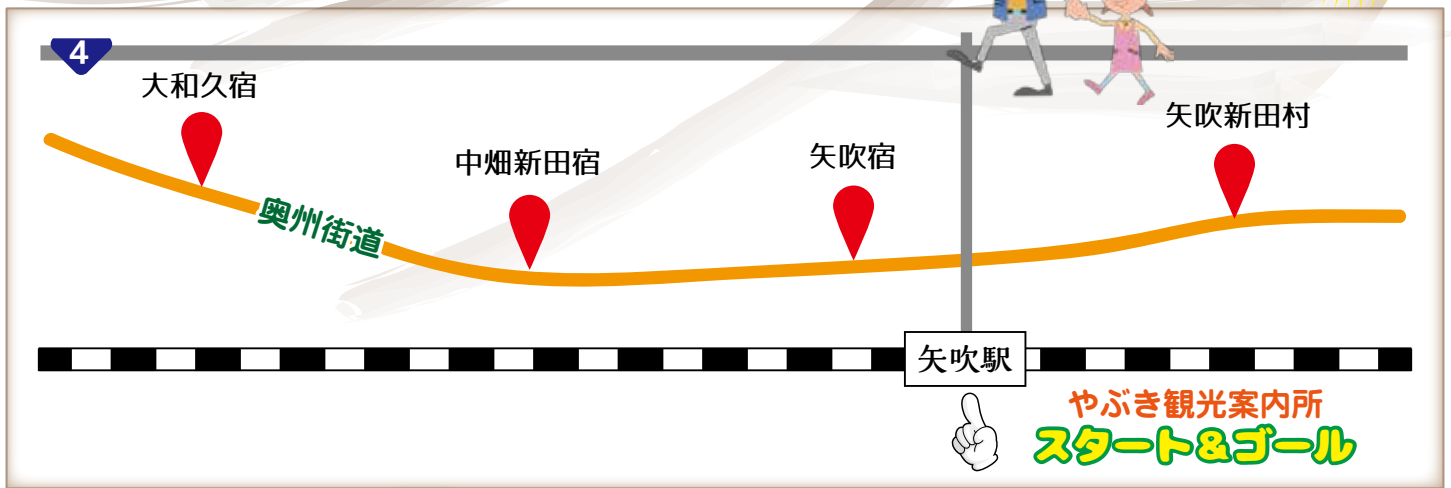 4
大和久宿
中畑新田宿
矢吹宿
矢吹新田村
奥州街道
矢吹駅
やぶき観光案内所
スタート&ゴール